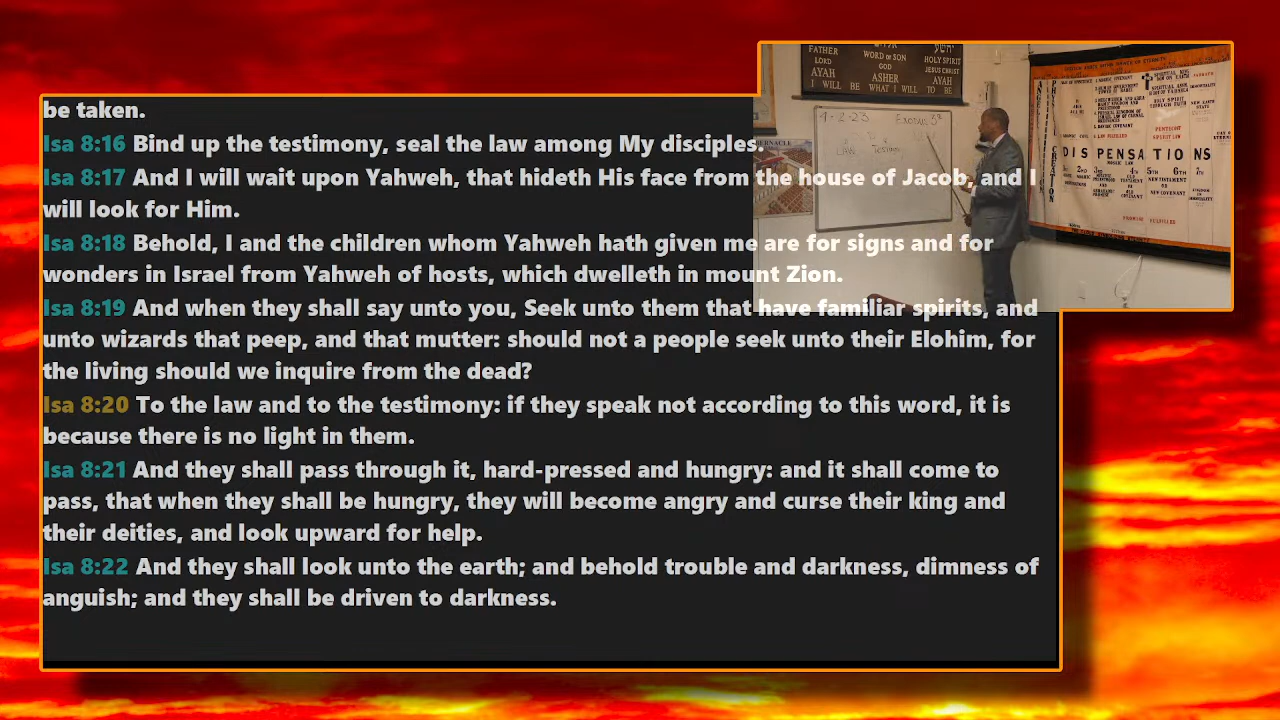 be taken.
Isa 8:16 Bind up the testimony, seal the law among My disciples.
Isa 8:17 And I will wait upon Yahweh, that hideth His face from the house of Jacob, and I
will look for Him.
Isa 8:18 Behold, I and the children whom Yahweh hath given me are for signs and for
wonders in Israel from Yahweh of hosts, which dwelleth in mount Zion.
Isa 8:19 And when they shall say unto you, Seek unto them that have familiar spirits, and
unto wizards that peep, and that mutter: should not a people seek unto their Elohim, for
the living should we inquire from the dead?
Isa 8:20 To the law and to the testimony: if they speak not according to this word, it is
because there is no light in them.
Isa 8:21 And they shall pass through it, hard-pressed and hungry: and it shall come to
pass, that when they shall be hungry, they will become angry and curse their king and
their deities, and look upward for help.
Isa 8:22 And they shall look unto the earth; and behold trouble and darkness, dimness of
anguish; and they shall be driven to darkness.
FATHER WORD or SON HOLY SPIRIT
LORD GOD JESUS CHRIST
AYAH ASHER AYAH
I WILL BE WHAT I WILL TO BE
4-2-23 Exodus
DISPENSATIONS